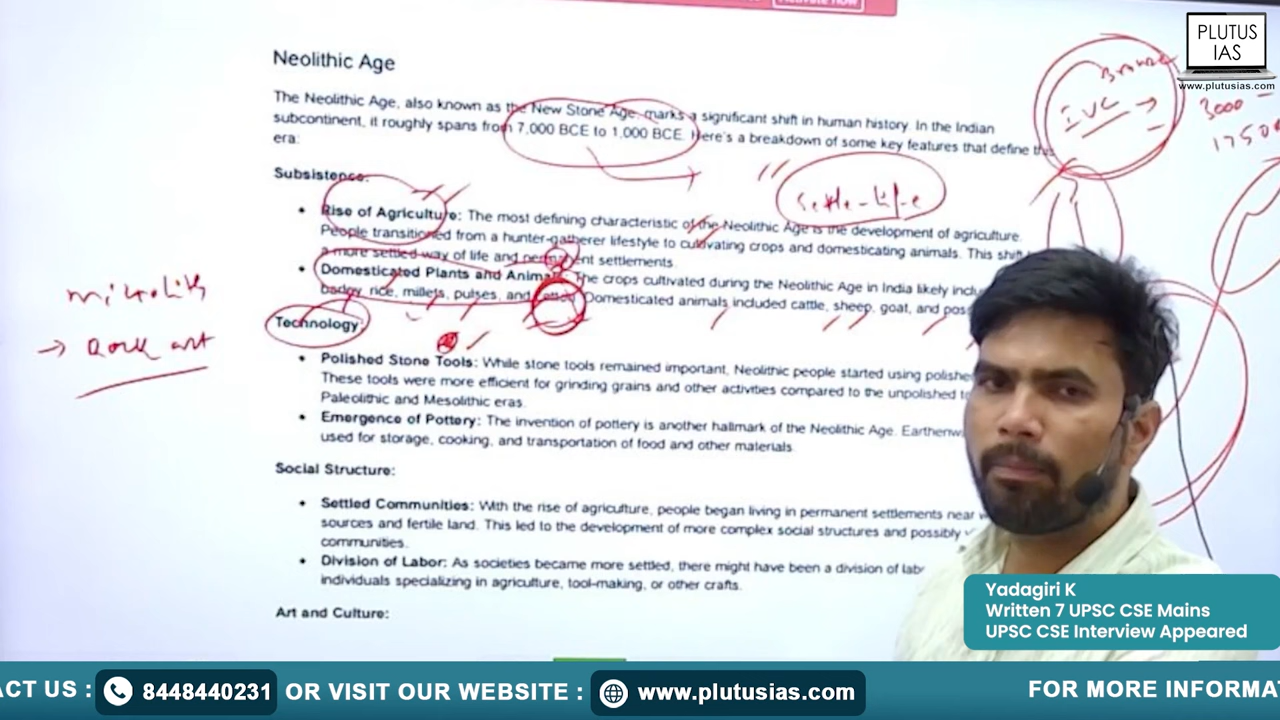 PLUTUS
IAS
www.plutusias.com
Neolithic Age
Bronze
IVC →
3000
1750
The Neolithic Age, also known as the New Stone Age, marks a significant shift in human history. In the Indian
subcontinent, it roughly spans from 7,000 BCE to 1,000 BCE. Here's a breakdown of some key features that define this
era:
Subsistence:
settle-life
• Rise of Agriculture: The most defining characteristic of the Neolithic Age is the development of agriculture.
People transitioned from a hunter-gatherer lifestyle to cultivating crops and domesticating animals. This shift
a more settled way of life and permanent settlements.
• Domesticated Plants and Animals: The crops cultivated during the Neolithic Age in India likely
barley, rice, millets, pulses, and Domesticated animals included cattle, sheep, goat, and
microliths
→ Rock art
Technology:
• Polished Stone Tools: While stone tools remained important, Neolithic people started using
These tools were more efficient for grinding grains and other activities compared to the unpolished
Paleolithic and Mesolithic eras.
• Emergence of Pottery: The invention of pottery is another hallmark of the Neolithic Age.
used for storage, cooking, and transportation of food and other materials.
Social Structure:
• Settled Communities: With the rise of agriculture, people began living in permanent settlements near
sources and fertile land. This led to the development of more complex social structures and possibly
communities.
• Division of Labor: As societies became more settled, there might have been a division of
individuals specializing in agriculture, tool-making, or other crafts.
Art and Culture:
Yadagiri K
Written 7 UPSC CSE Mains
UPSC CSE Interview Appeared
ACT US : 8448440231 OR VISIT OUR WEBSITE : www.plutusias.com FOR MORE INFORMA